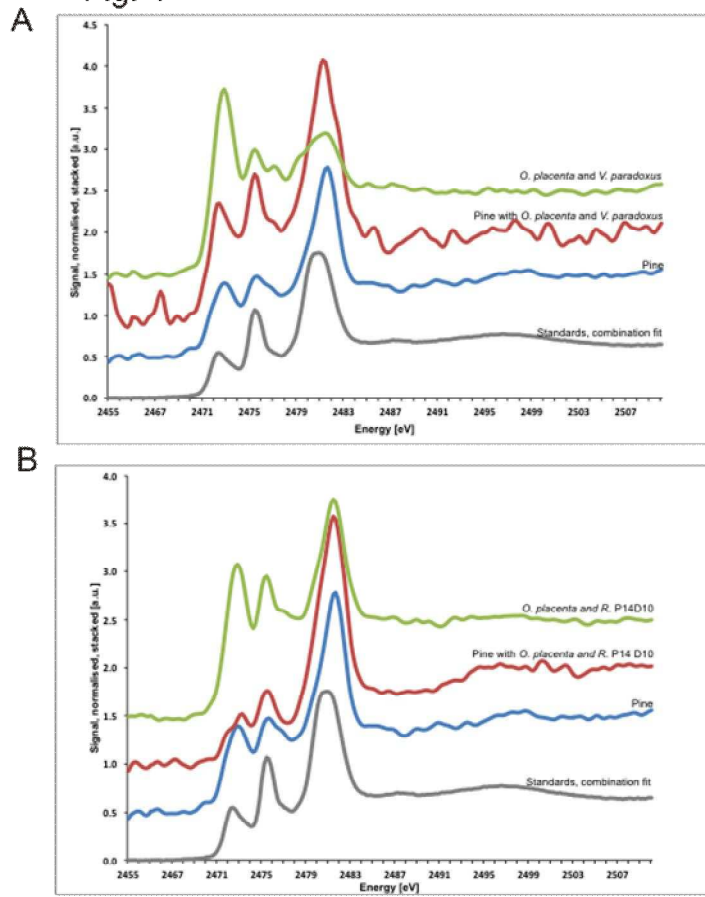 A
4.5
4.0
3.5
3.0
2.5
2.0
1.5
1.0
0.5
0.0
Signal, normalised, stacked [a.u.]
O. placenta and V. paradoxus
Pine with O. placenta and V. paradoxus
Pine
Standards, combination fit
2455 2467 2471 2475 2479 2483 2487 2491 2495 2499 2503 2507
Energy [eV]
B
4.0
3.5
3.0
2.5
2.0
1.5
1.0
0.5
0.0
Signal, normalised, stacked [a.u.]
O. placenta and R. P14D10
Pine with O. placenta and R. P14 D10
Pine
Standards, combination fit
2455 2467 2471 2475 2479 2483 2487 2491 2495 2499 2503 2507
Energy [eV]